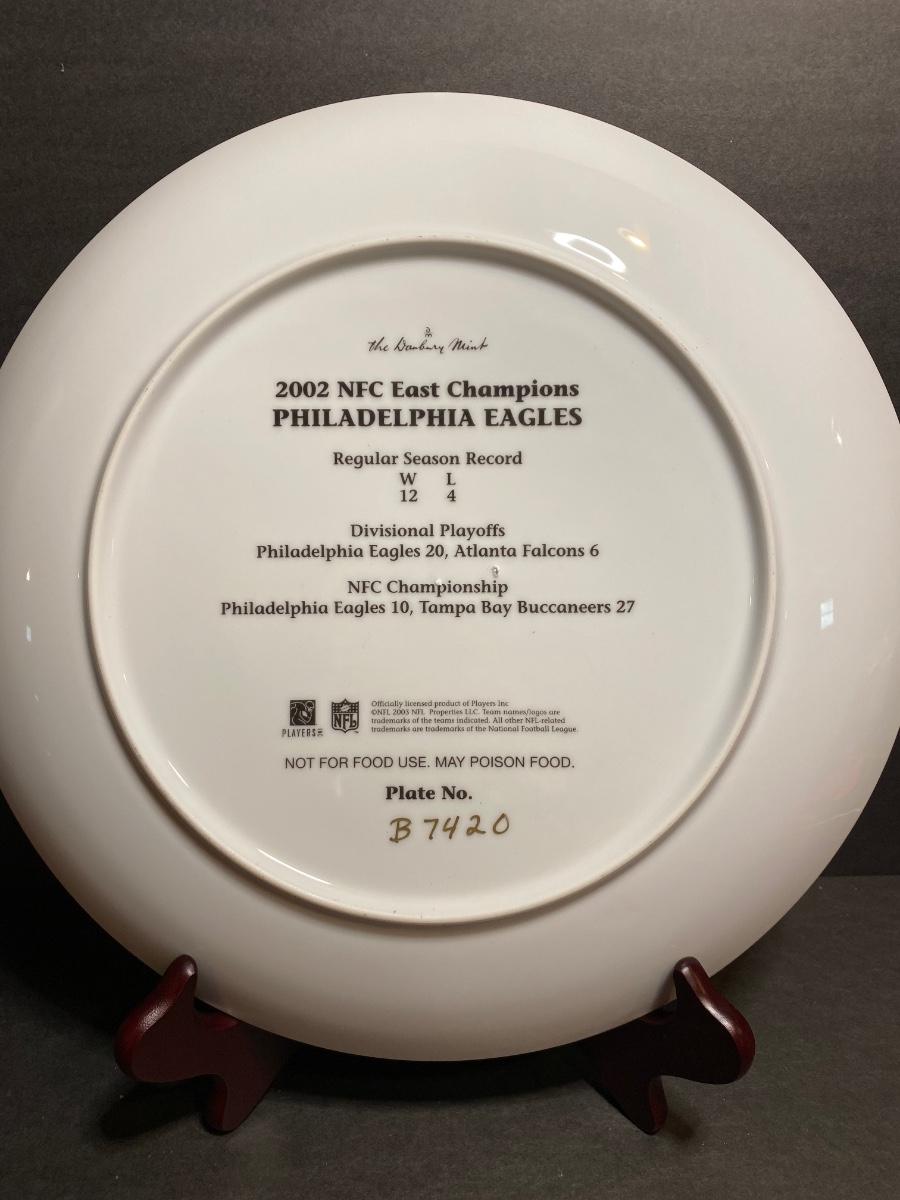 The Danbury Mint
2002 NFC East Champions
PHILADELPHIA EAGLES
Regular Season Record
W L
12 4
Divisional Playoffs
Philadelphia Eagles 20, Atlanta Falcons 6
NFC Championship
Philadelphia Eagles 10, Tampa Bay Buccaneers 27
Officially licensed product of Players Inc
©NFL 2003 NFL Properties LLC. Team names/logos are
trademarks of the teams indicated. All other NFL-related
trademarks are trademarks of the National Football League.
PLAYERS INC
NFL
NOT FOR FOOD USE. MAY POISON FOOD.
Plate No.
B 7420